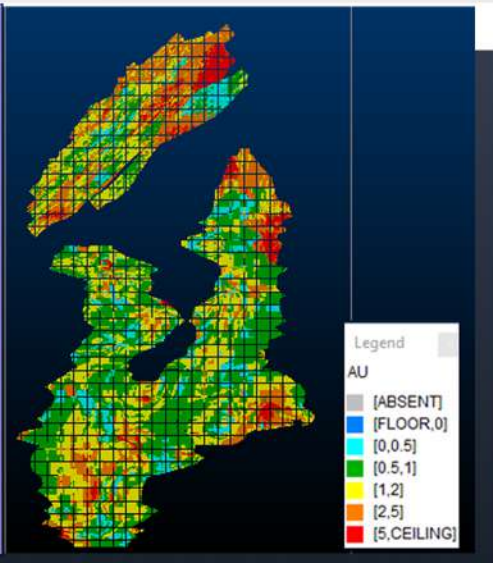 Legend
AU
[ABSENT]
[FLOOR,0]
[0,0.5]
[0.5,1]
[1,2]
[2,5]
[5,CEILING]